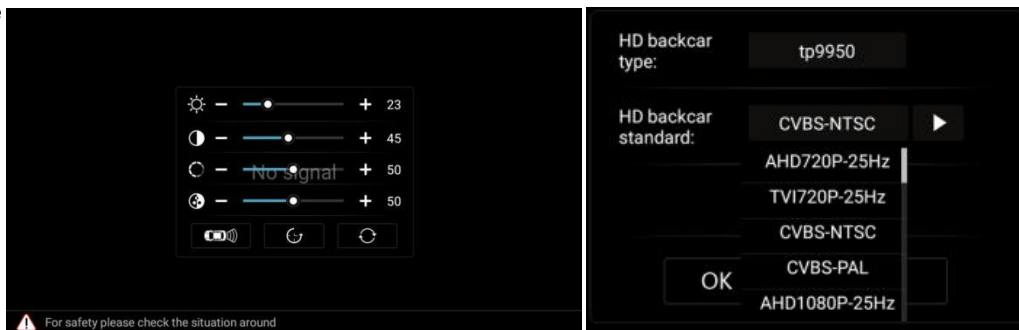 23
45
50
No signal
50
For safety please check the situation around
HD backcar
type:
tp9950
HD backcar
standard:
CVBS-NTSC
AHD720P-25Hz
TVI720P-25Hz
CVBS-NTSC
CVBS-PAL
OK
AHD1080P-25Hz